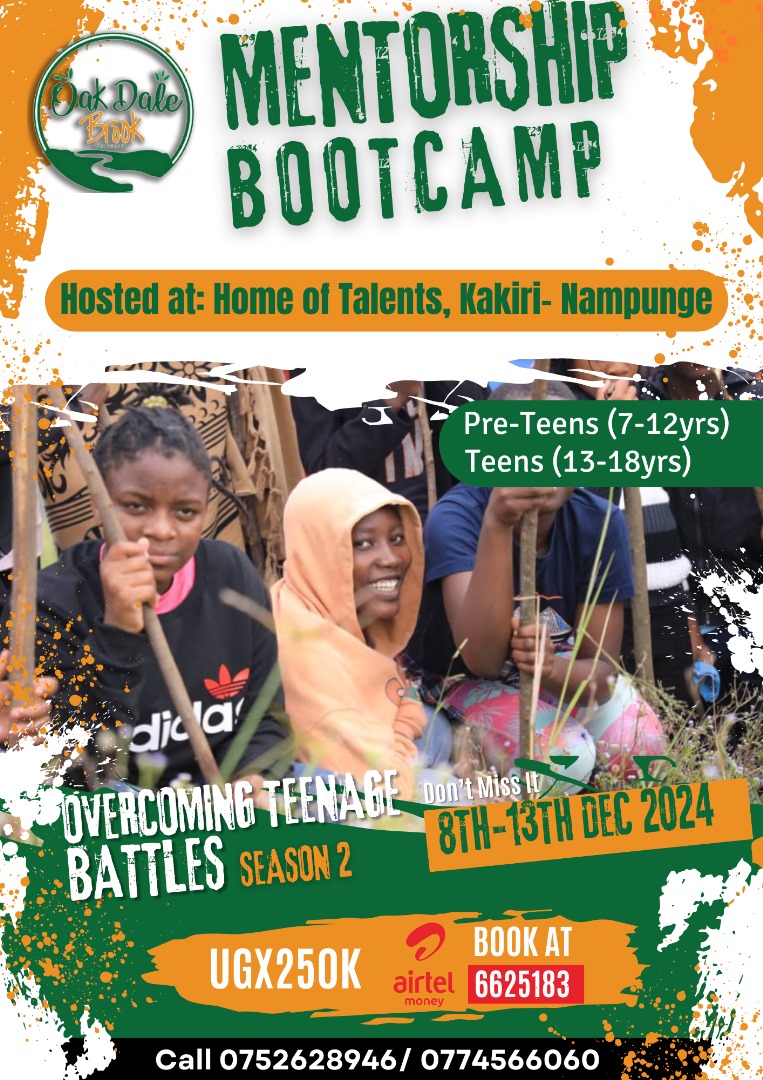 Oak Dale
Brook
MENTORSHIP
BOOTCAMP
Hosted at: Home of Talents, Kakiri- Nampunge
Pre-Teens (7-12yrs)
Teens (13-18yrs)
adidas
OVERCOMING TEENAGE
BATTLES SEASON 2
Don't Miss It
8TH-13TH DEC 2024
UGX250K
airtel
money
BOOK AT
6625183
Call 0752628946/ 0774566060